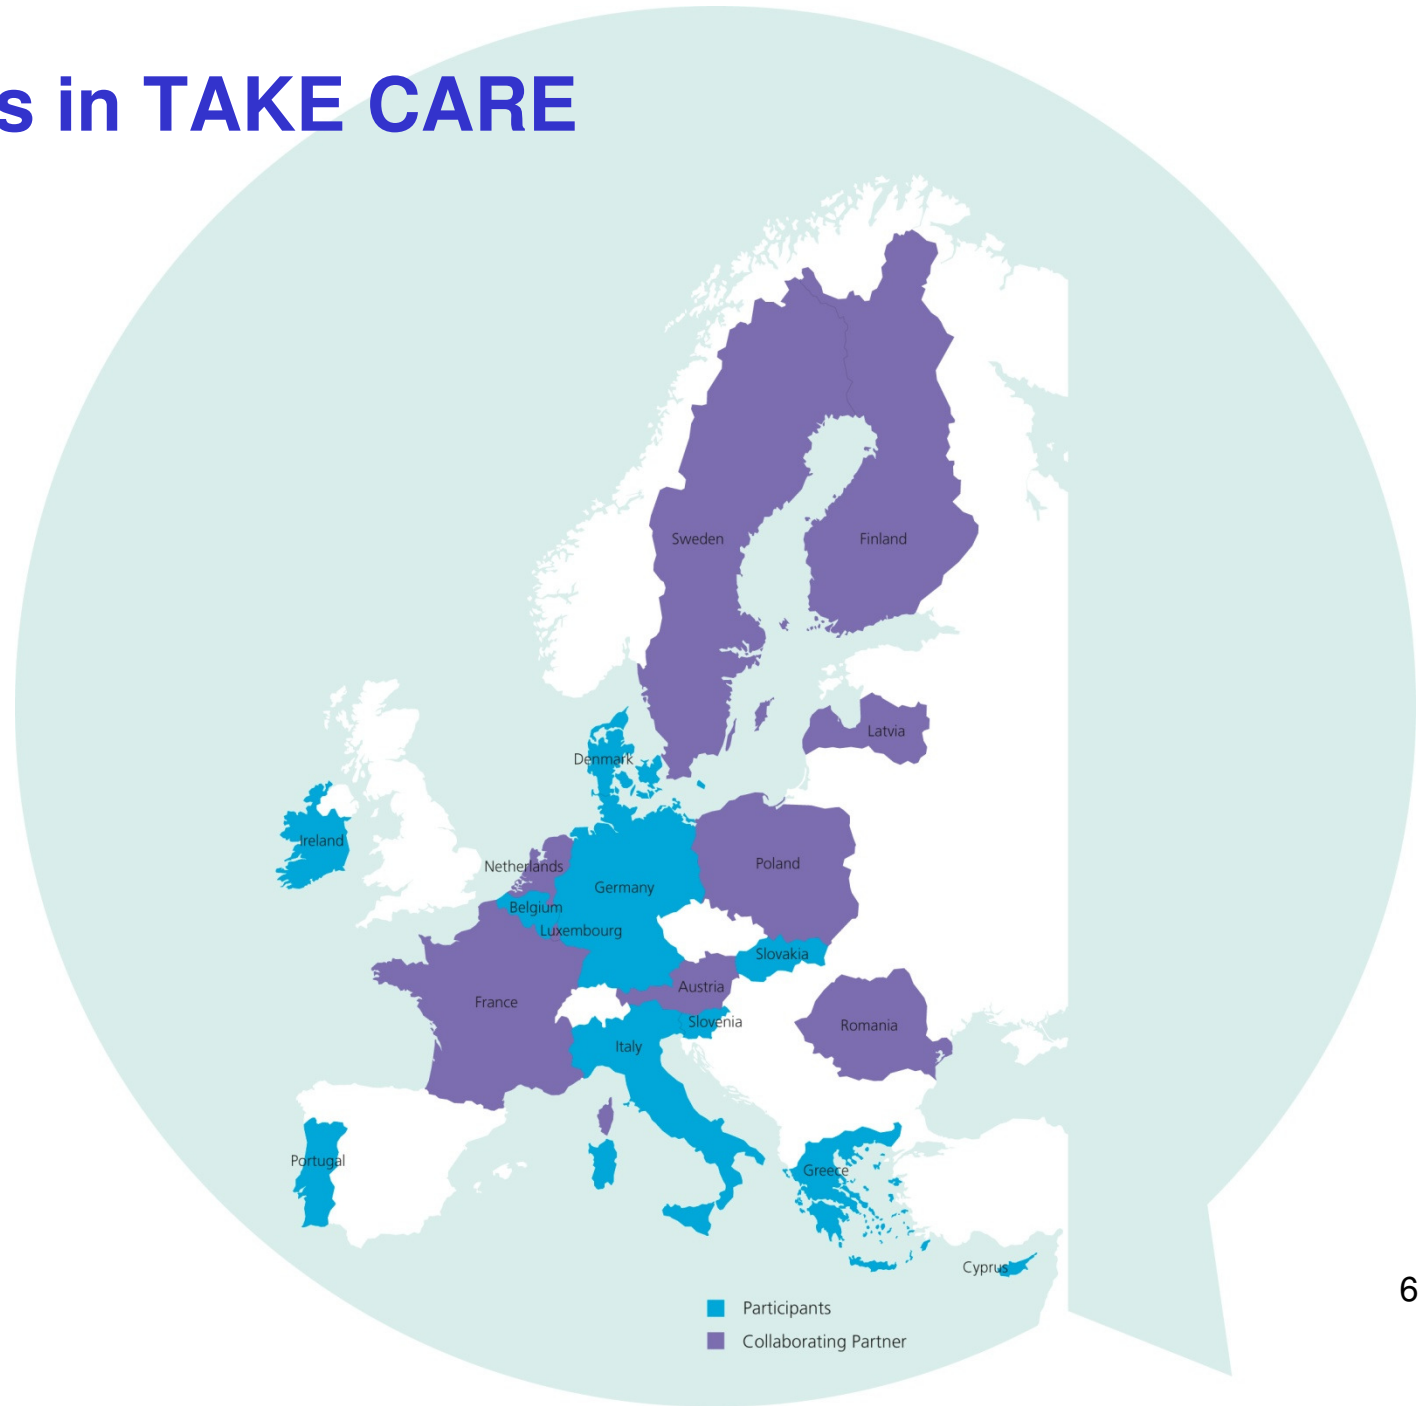 s in TAKE CARE
Sweden
Finland
Latvia
Denmark
Ireland
Netherlands
Poland
Germany
Belgium
Luxembourg
Slovakia
Austria
France
Slovenia
Romania
Italy
Portugal
Greece
Cyprus
6
Participants
Collaborating Partner